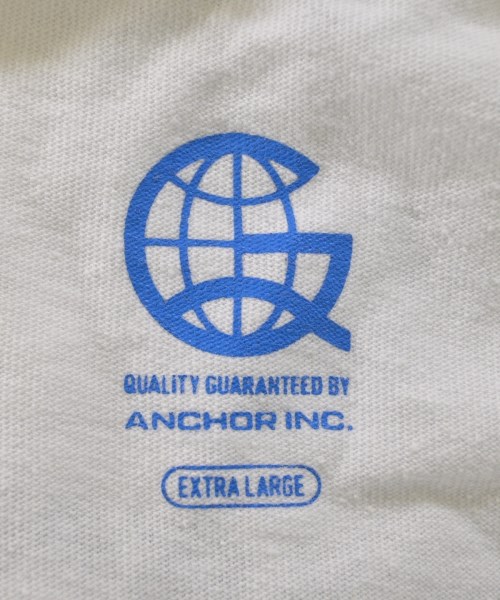 QUALITY GUARANTEED BY
ANCHOR INC.
EXTRA LARGE